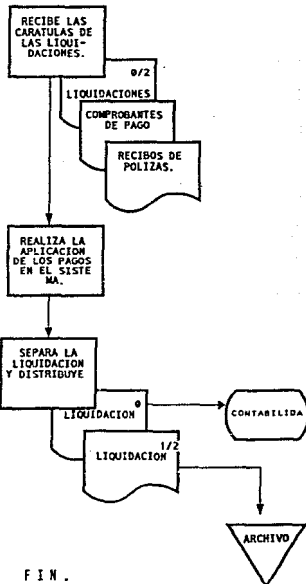 RECIBE LAS
CARATULAS DE
LAS LIQUI-
DACIONES.
0/2
LIQUIDACIONES
COMPROBANTES
DE PAGO
RECIBOS DE
POLIZAS.
REALIZA LA
APLICACION
DE LOS PAGOS
EN EL SISTE
MA.
SEPARA LA
LIQUIDACION
Y DISTRIBUYE
0
LIQUIDACION
CONTABILIDA
1/2
LIQUIDACION
ARCHIVO
F I N .